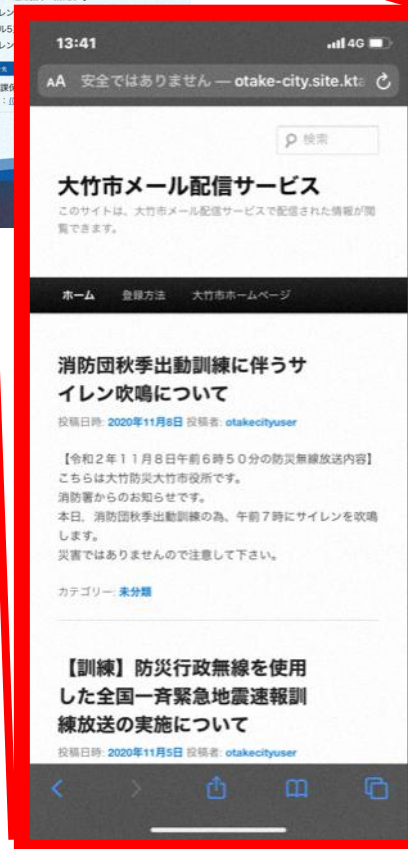 レン
ル5
レン
課保
13:41
4G
AA 安全ではありません — otake-city.site.kta
検索
大竹市メール配信サービス
このサイトは、大竹市メール配信サービスで配信された情報が閲
覧できます。
ホーム 登録方法 大竹市ホームページ
消防団秋季出動訓練に伴うサ
イレン吹鳴について
投稿日時: 2020年11月8日 投稿者: otakecityuser
【令和2年11月8日午前6時50分の防災無線放送内容】
こちらは大竹防災大竹市役所です。
消防署からのお知らせです。
本日、消防団秋季出動訓練の為、午前7時にサイレンを吹鳴
します。
災害ではありませんので注意して下さい。
カテゴリー: 未分類
【訓練】防災行政無線を使用
した全国一斉緊急地震速報訓
練放送の実施について
投稿日時: 2020年11月5日 投稿者: otakecityuser